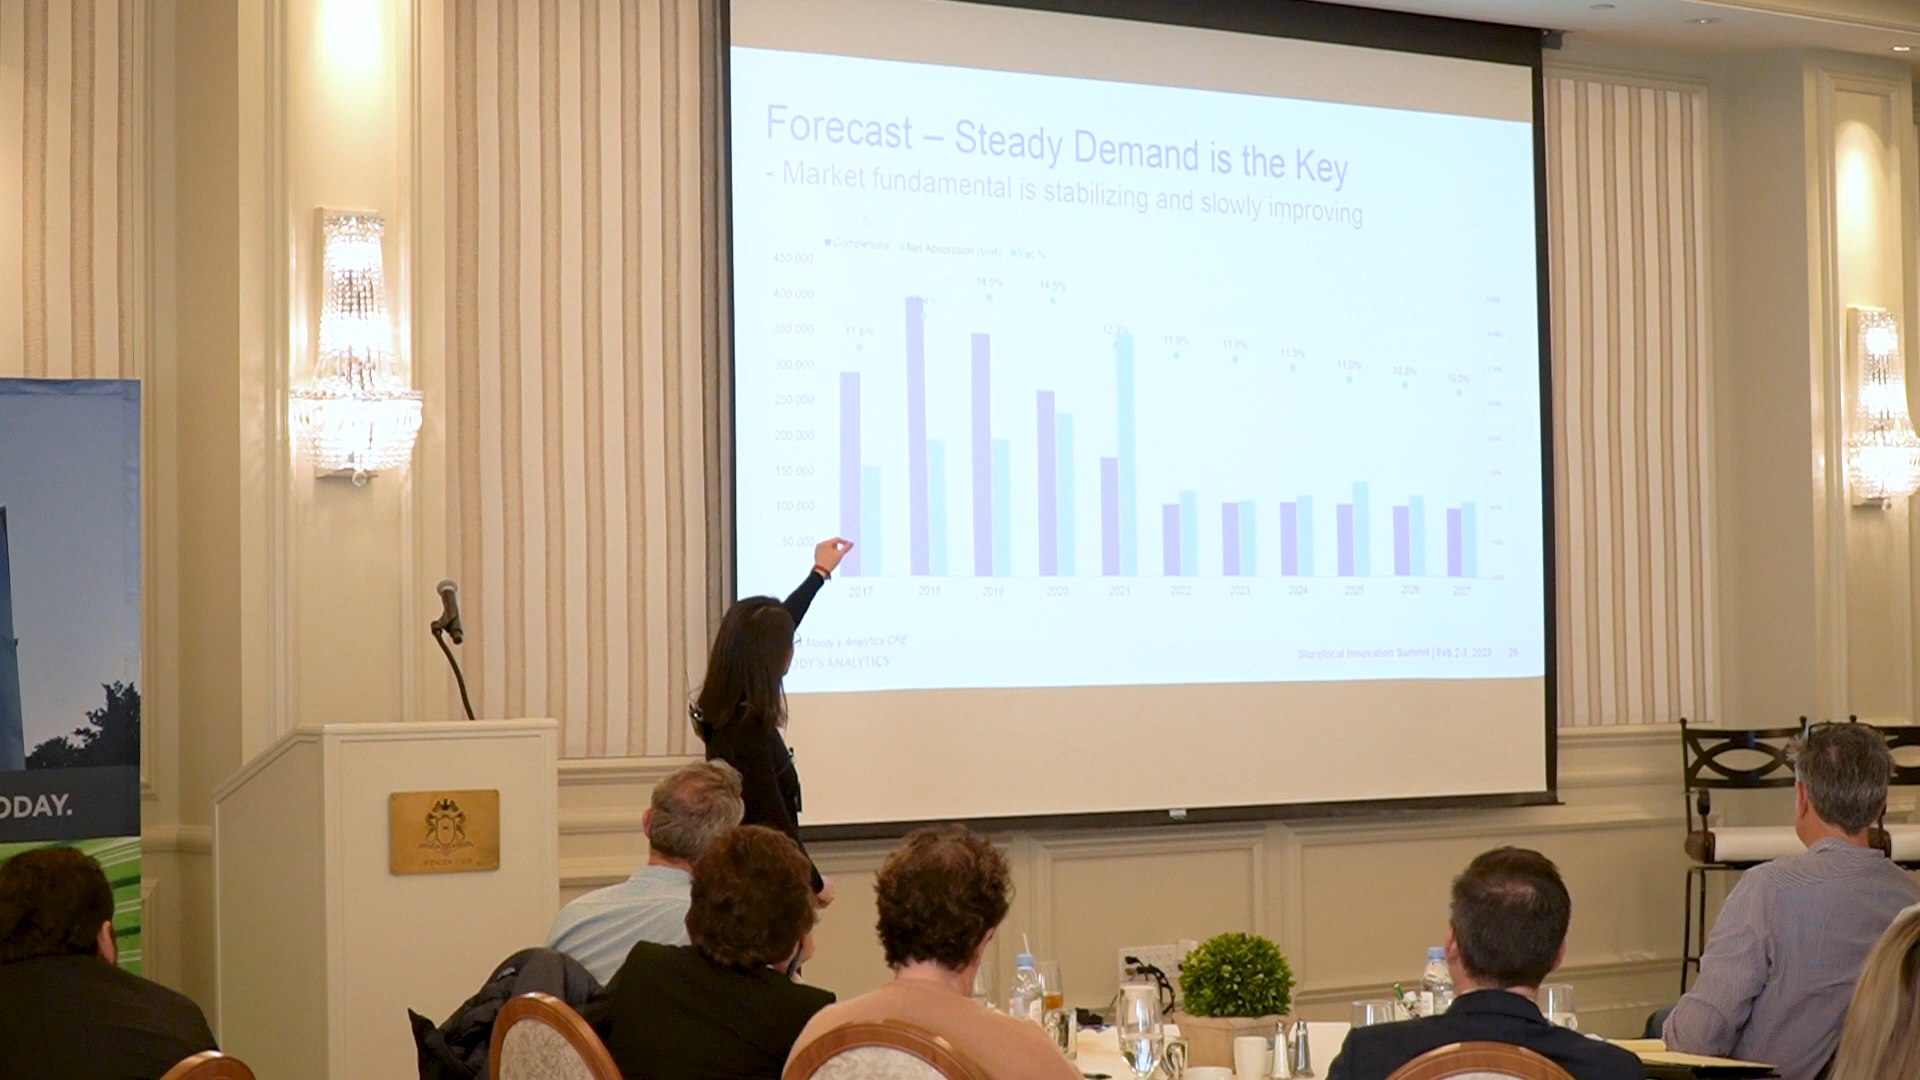 Forecast – Steady Demand is the Key
- Market fundamental is stabilizing and slowly improving
Completions Net Absorption (Unit) Vac %
450,000
400,000
350,000
300,000
250,000
200,000
150,000
100,000
50,000
11.6%
14.5%
14.5%
12.3%
11.9%
11.8%
11.5%
11.0%
10.8%
10.5%
2017 2018 2019 2020 2021 2022 2023 2024 2025 2026 2027
Moody's Analytics CRE
ODY'S ANALYTICS
Storelocal Innovation Summit | Feb 2-3, 2023 26
ODAY.